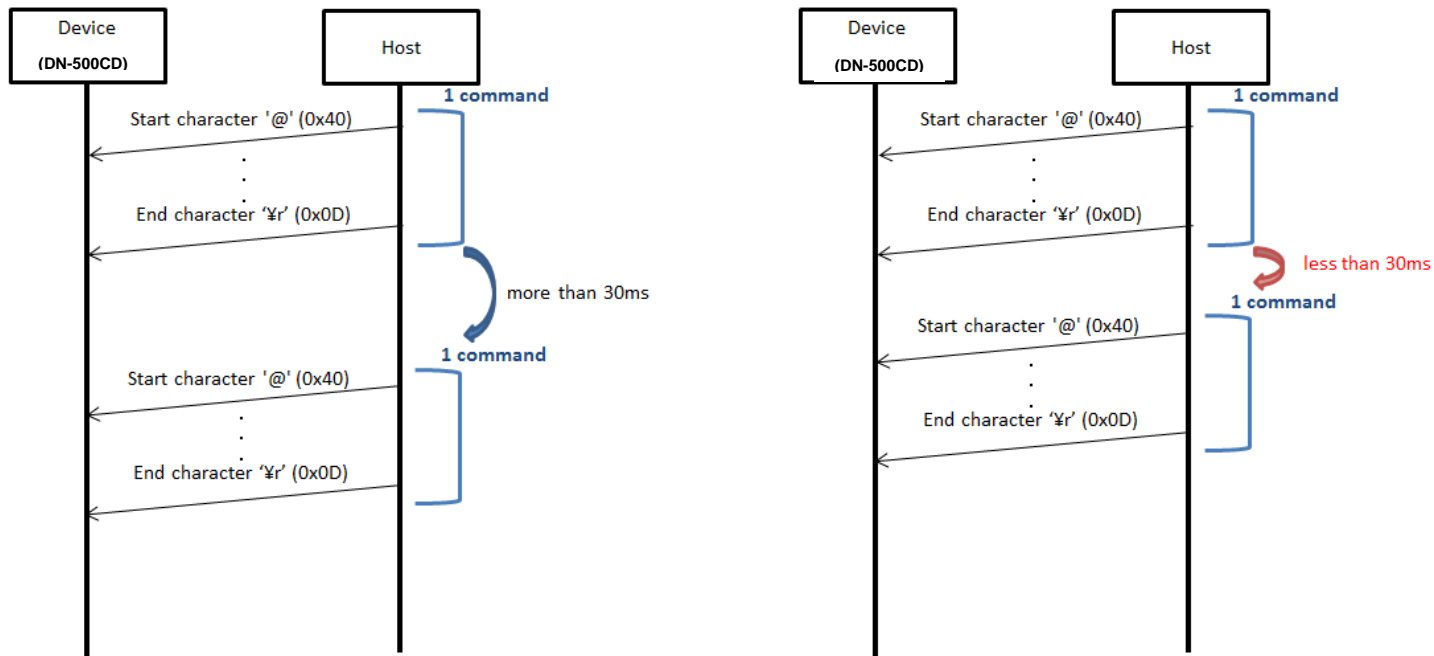 Device
(DN-500CD)
Host
1 command
Start character '@' (0x40)
.
.
.
End character ‘¥r’ (0x0D)
more than 30ms
1 command
Start character '@' (0x40)
.
.
.
End character ‘¥r’ (0x0D)
Device
(DN-500CD)
Host
1 command
Start character '@' (0x40)
.
.
.
End character ‘¥r’ (0x0D)
less than 30ms
1 command
Start character '@' (0x40)
.
.
.
End character ‘¥r’ (0x0D)